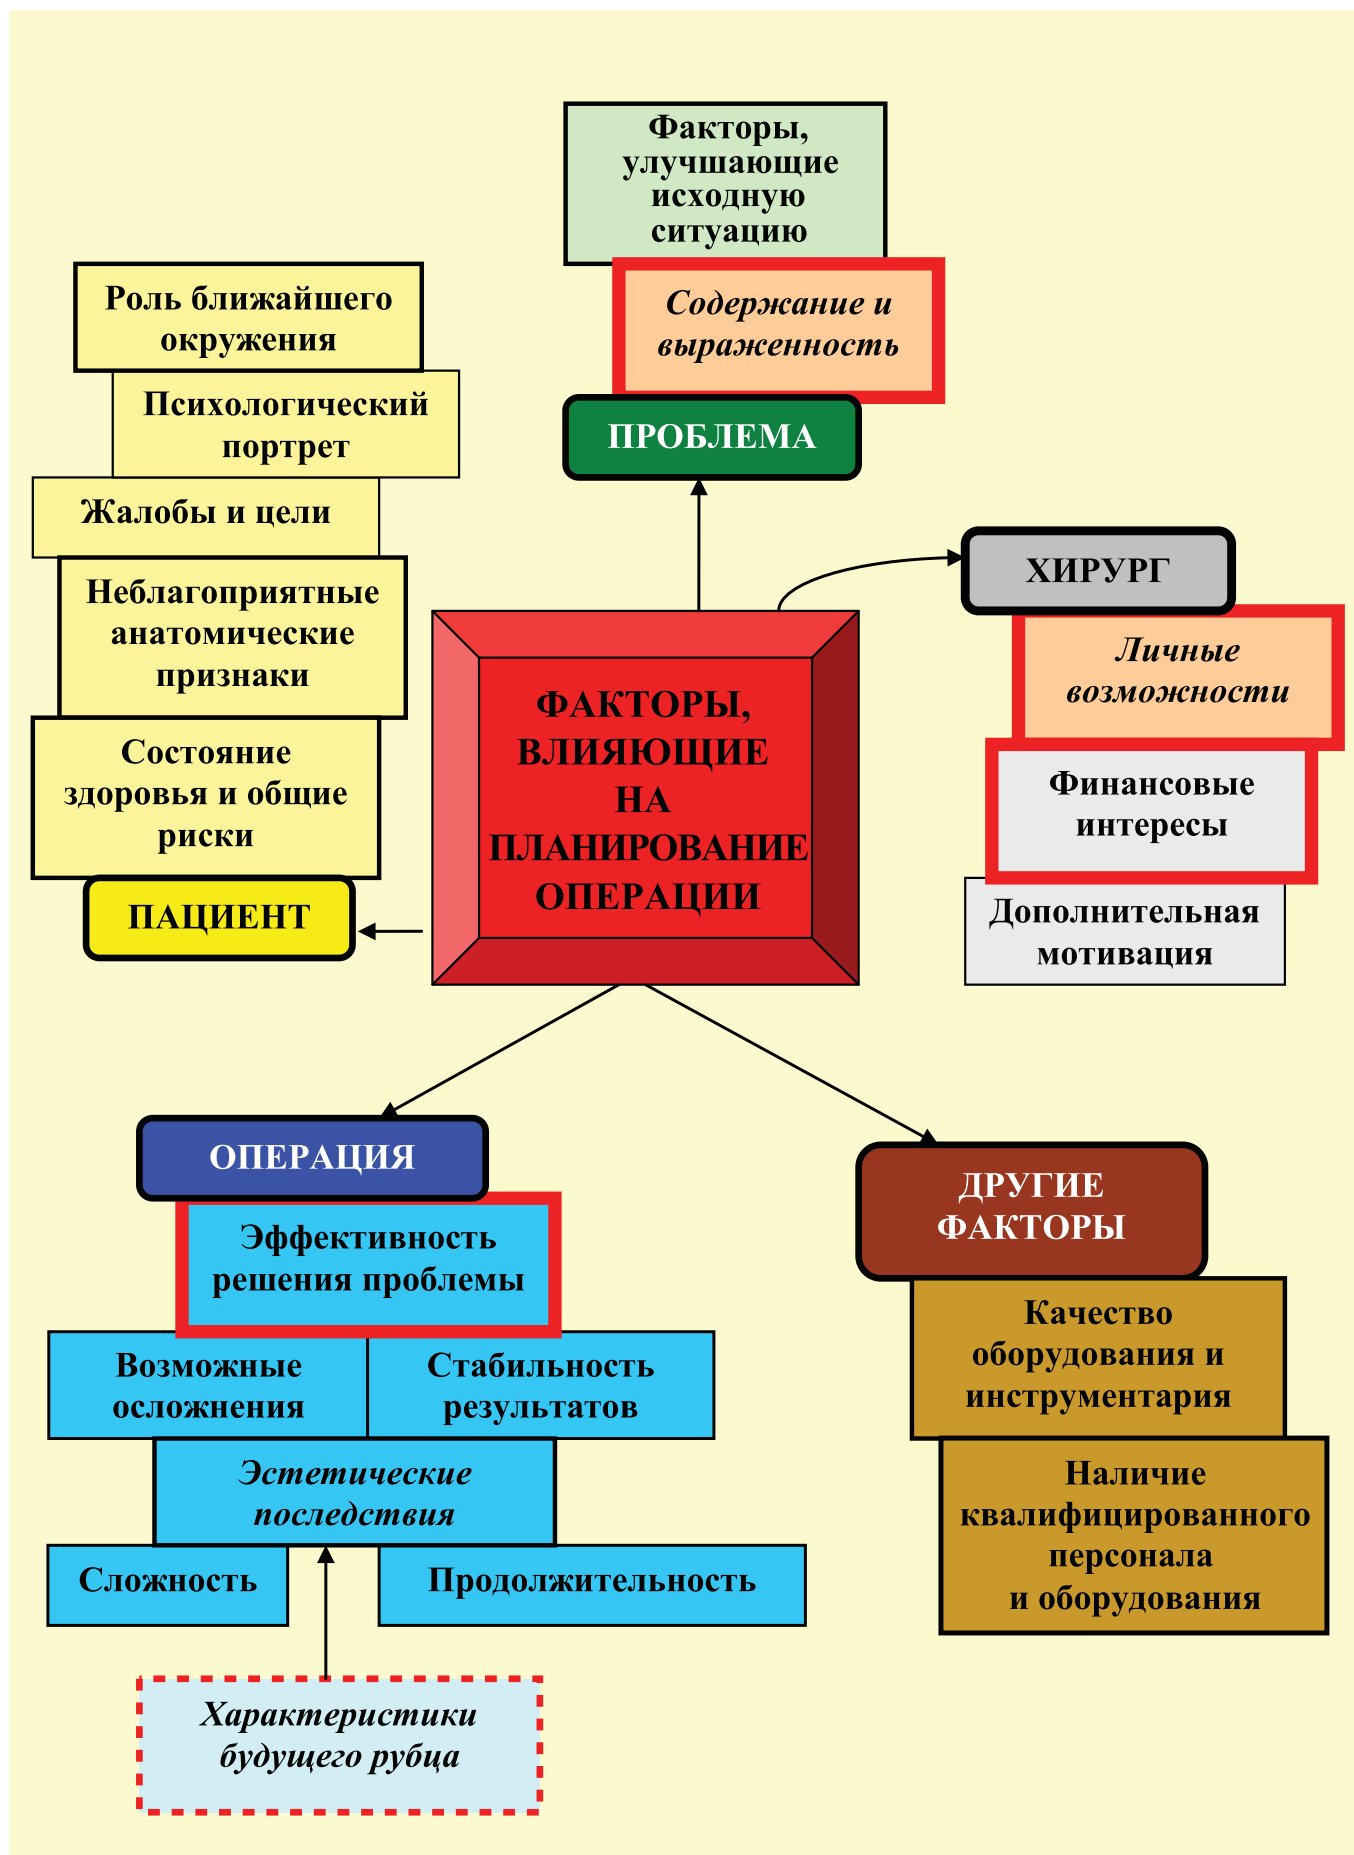 Факторы,
улучшающие
исходную
ситуацию
Содержание и
выраженность
ПРОБЛЕМА
Роль ближайшего
окружения
Психологический
портрет
Жалобы и цели
Неблагоприятные
анатомические
признаки
Состояние
здоровья и общие
риски
ПАЦИЕНТ
ФАКТОРЫ,
ВЛИЯЮЩИЕ
НА
ПЛАНИРОВАНИЕ
ОПЕРАЦИИ
ХИРУРГ
Личные
возможности
Финансовые
интересы
Дополнительная
мотивация
ОПЕРАЦИЯ
Эффективность
решения проблемы
Возможные
осложнения
Стабильность
результатов
Эстетические
последствия
Сложность
Продолжительность
Характеристики
будущего рубца
ДРУГИЕ
ФАКТОРЫ
Качество
оборудования и
инструментария
Наличие
квалифицированного
персонала
и оборудования